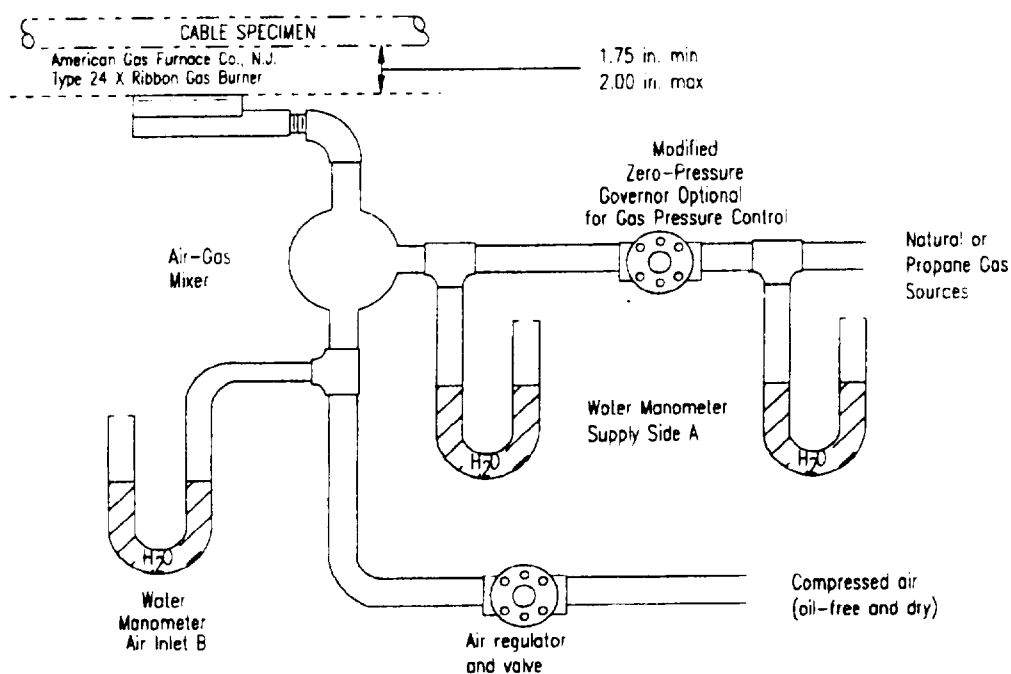 CABLE SPECIMEN
American Gas Furnace Co., N.J.
Type 24 X Ribbon Gas Burner
1.75 in. min
2.00 in. max
Modified
Zero-Pressure
Governor Optional
for Gas Pressure Control
Air-Gas
Mixer
Natural or
Propane Gas
Sources
Water Manometer
Supply Side A
H2O
H2O
H2O
Water
Manometer
Air Inlet B
Compressed air
(oil-free and dry)
Air regulator
and valve